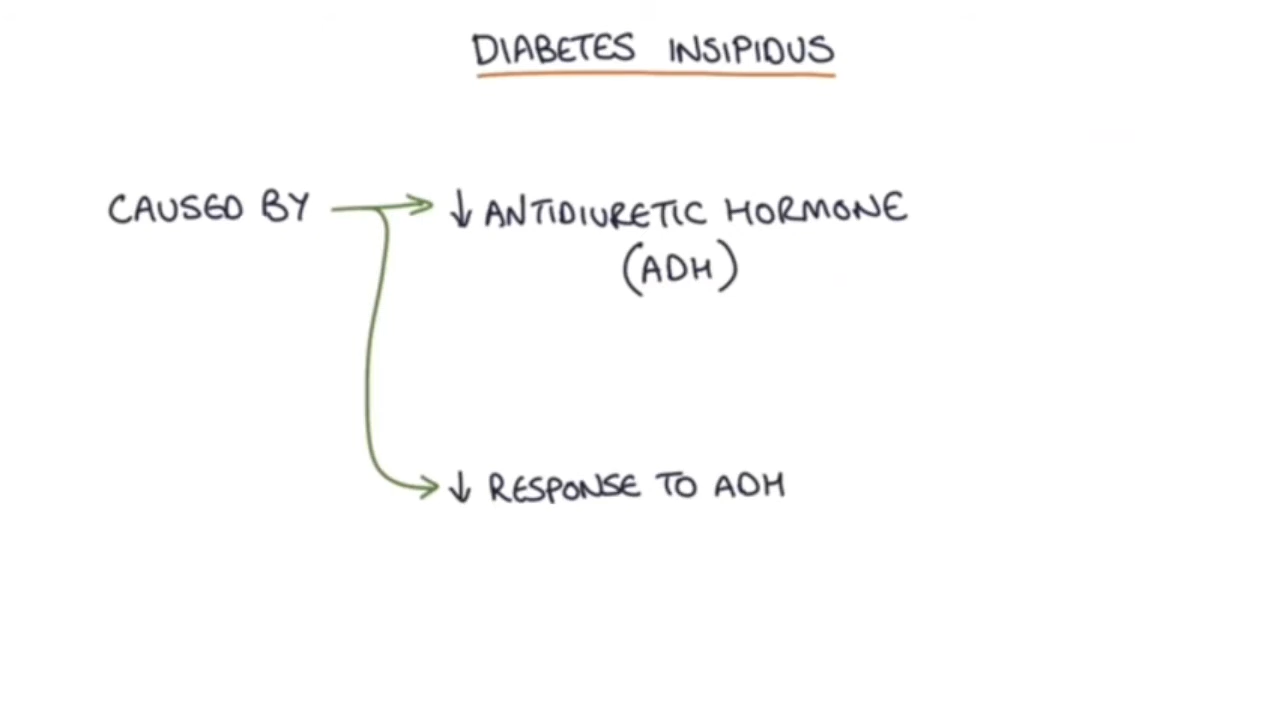 DIABETES INSIPIDUS
CAUSED BY → ↓ ANTIDIURETIC HORMONE
(ADH)
↓ RESPONSE TO ADH